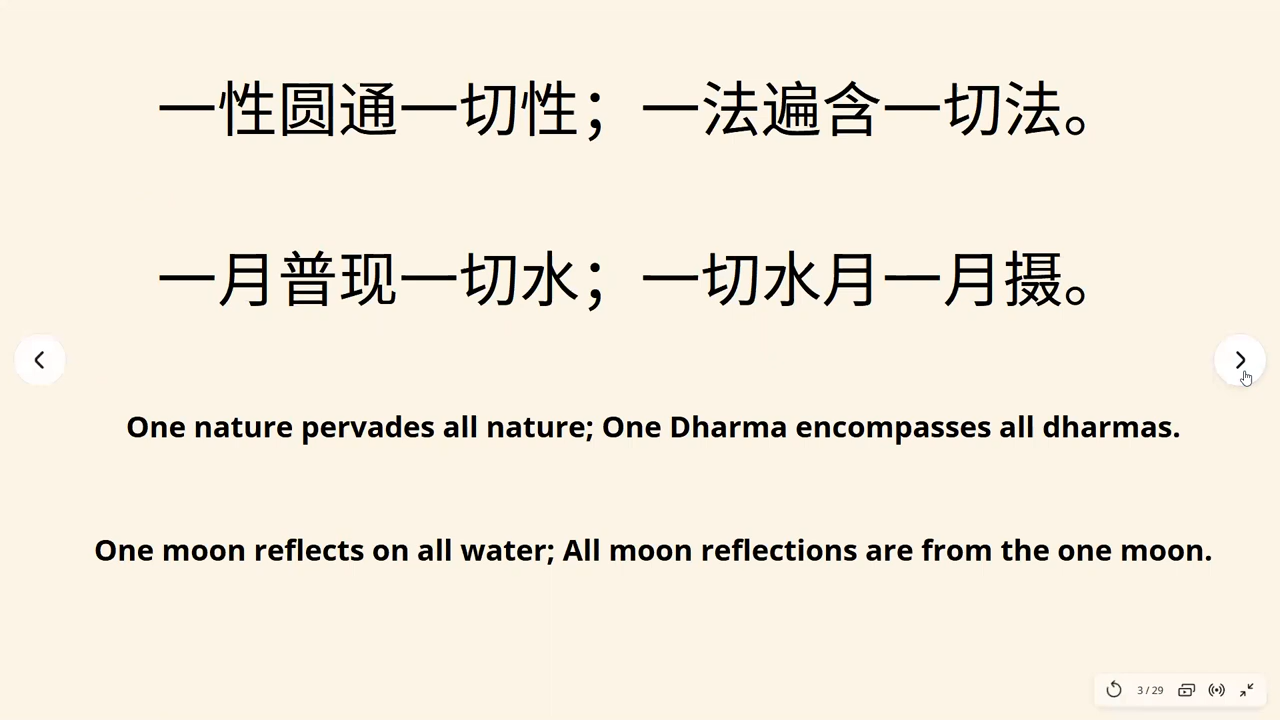 一性圆通一切性；一法遍含一切法。
一月普现一切水；一切水月一月摄。
One nature pervades all nature; One Dharma encompasses all dharmas.
One moon reflects on all water; All moon reflections are from the one moon.
3 / 29